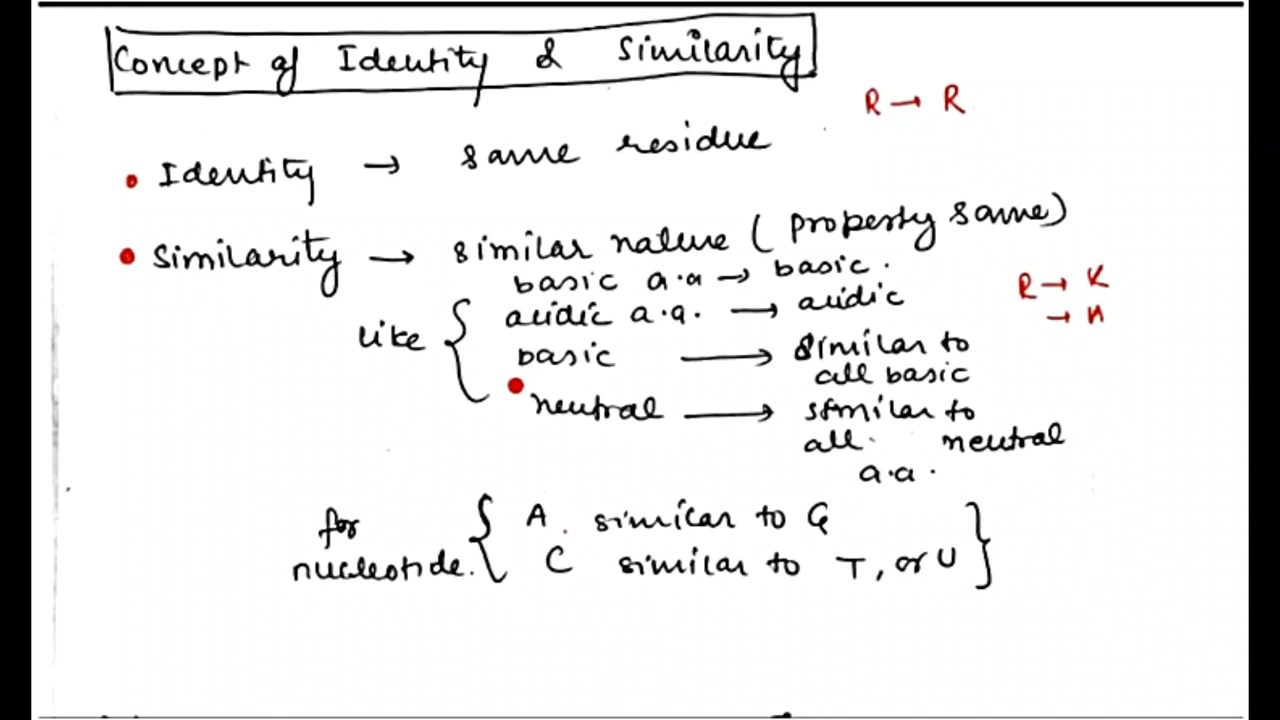 Concept of Identity & Similarity
R → R
• Identity → same residue
• Similarity → similar nature (property same)
basic a.a → basic.
R → K
like { acidic a.a. → acidic
→ H
basic → similar to
all basic
neutral → similar to
all. neutral
a.a.
for { A similar to G }
nucleotide. C similar to T, or U